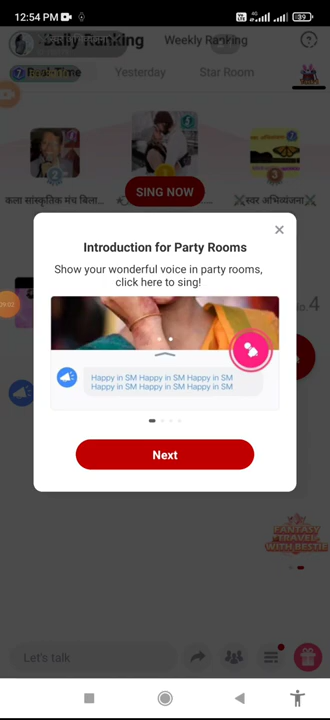 12:54 PM
39
Daily Ranking
Weekly Ranking
Yesterday
Star Room
SING NOW
कला सांस्कृतिक मंच बिला...
स्वर अभिव्यंजना
Introduction for Party Rooms
Show your wonderful voice in party rooms,
click here to sing!
Happy in SM Happy in SM Happy in SM
Happy in SM Happy in SM Happy in SM
Next
FANTASY
TRAVEL
WITH BESTIE
Let's talk